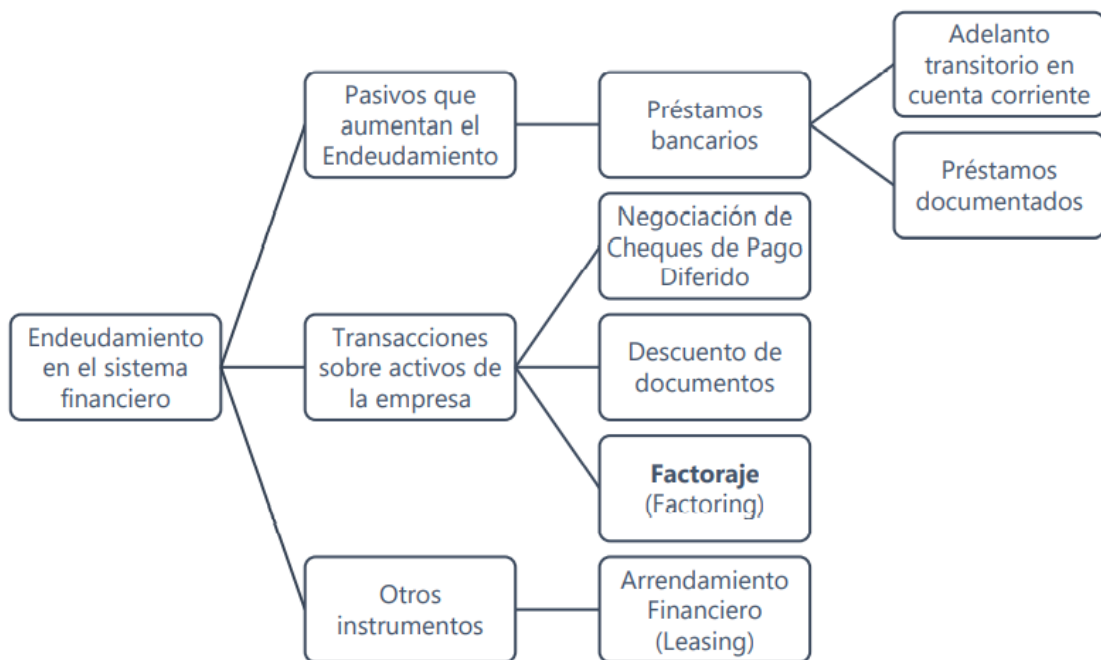 Endeudamiento
en el sistema
financiero
Pasivos que
aumentan el
Endeudamiento
Préstamos
bancarios
Adelanto
transitorio en
cuenta corriente
Préstamos
documentados
Transacciones
sobre activos de
la empresa
Negociación de
Cheques de Pago
Diferido
Descuento de
documentos
Factoraje
(Factoring)
Otros
instrumentos
Arrendamiento
Financiero
(Leasing)